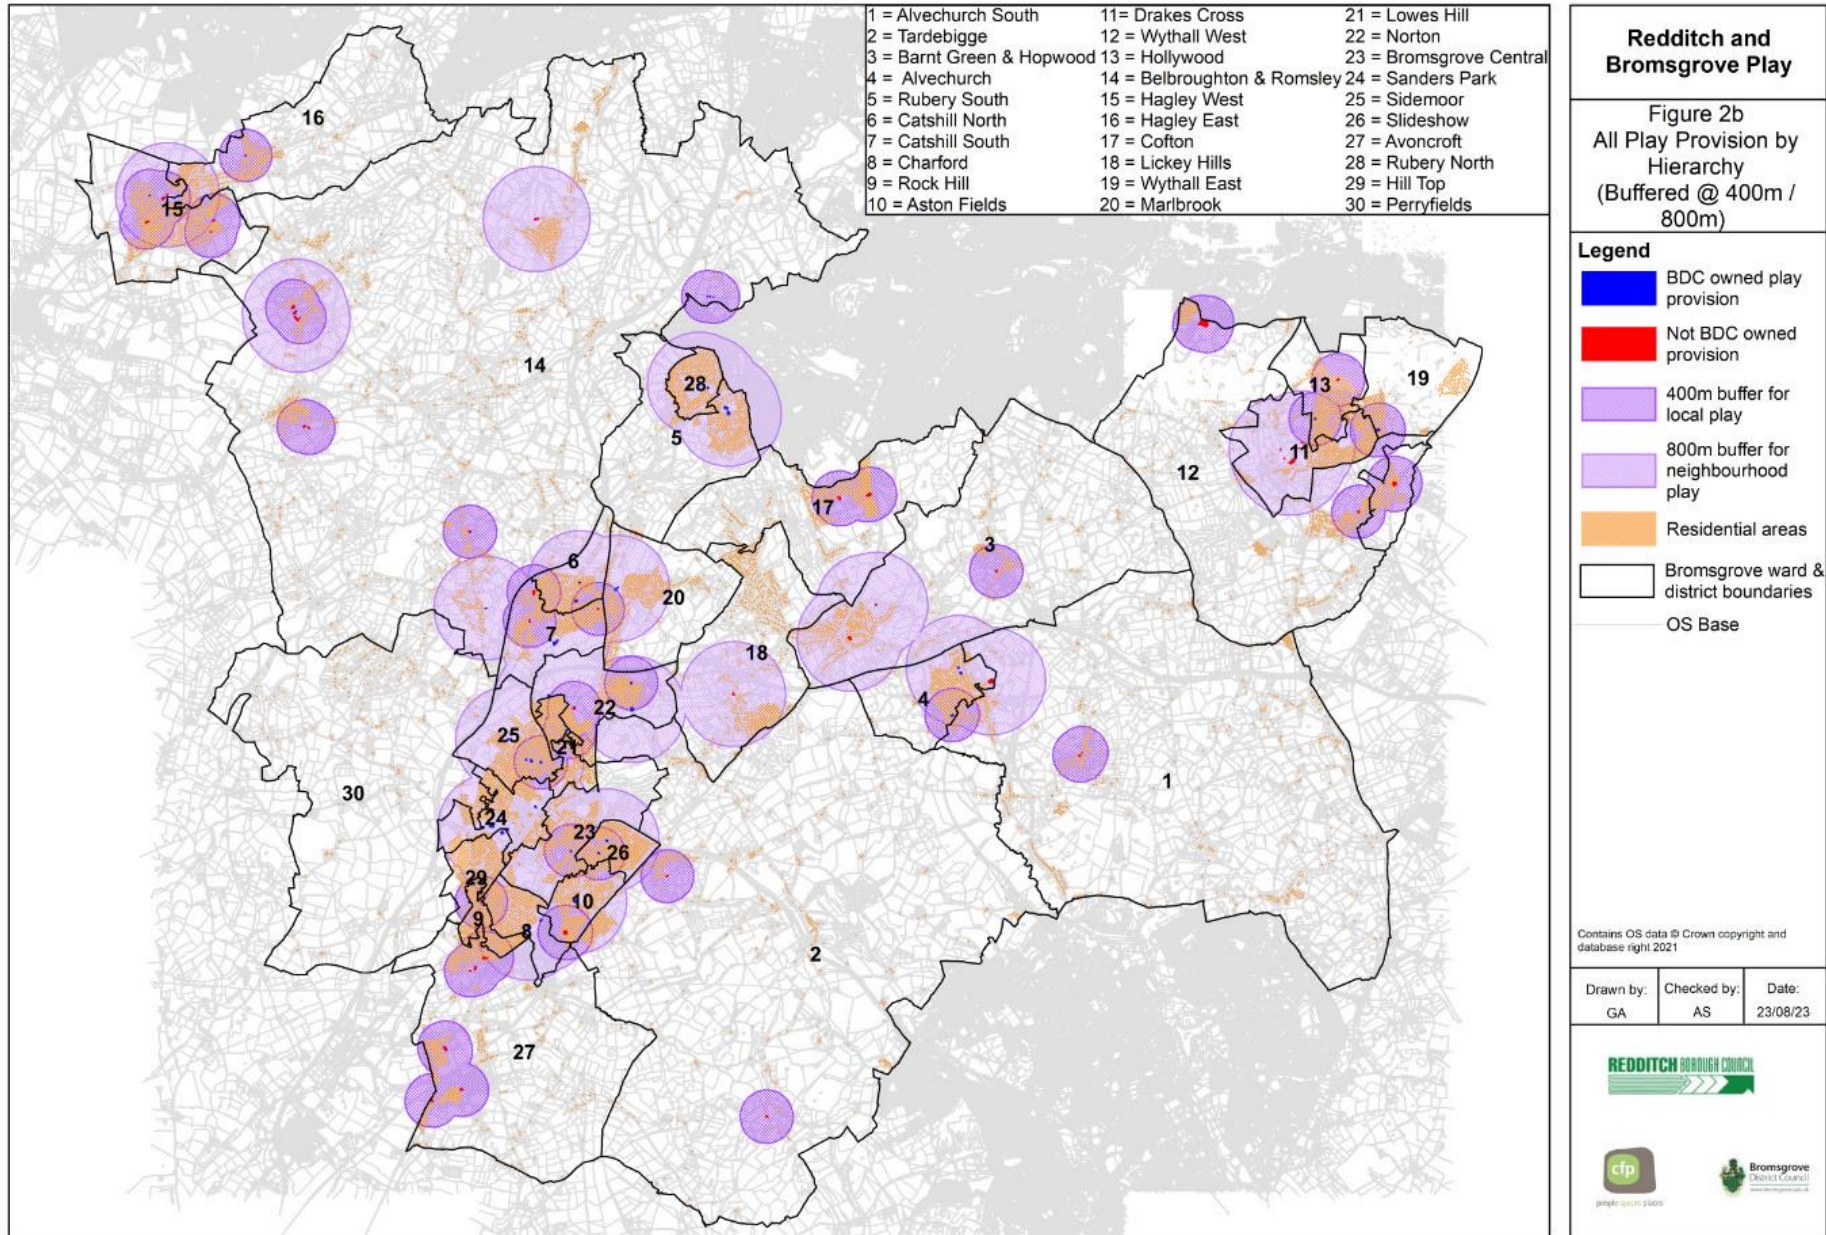 1 = Alvechurch South
2 = Tardebigge
3 = Barnt Green & Hopwood
4 = Alvechurch
5 = Rubery South
6 = Catshill North
7 = Catshill South
8 = Charford
9 = Rock Hill
10 = Aston Fields
11= Drakes Cross
12 = Wythall West
13 = Hollywood
14 = Belbroughton & Romsley
15 = Hagley West
16 = Hagley East
17 = Cofton
18 = Lickey Hills
19 = Wythall East
20 = Marlbrook
21 = Lowes Hill
22 = Norton
23 = Bromsgrove Central
24 = Sanders Park
25 = Sidemoor
26 = Slideshow
27 = Avoncroft
28 = Rubery North
29 = Hill Top
30 = Perryfields
16
15
14
28
5
13
19
11
12
17
3
6
20
7
18
4
22
25
21
30
1
24
23
26
29
10
9
8
2
27
Redditch and
Bromsgrove Play
Figure 2b
All Play Provision by
Hierarchy
(Buffered @ 400m /
800m)
Legend
BDC owned play
provision
Not BDC owned
provision
400m buffer for
local play
800m buffer for
neighbourhood
play
Residential areas
Bromsgrove ward &
district boundaries
OS Base
Contains OS data © Crown copyright and
database right 2021
Drawn by:
GA
Checked by:
AS
Date:
23/08/23
REDDITCH BOROUGH COUNCIL
cfp
people spaces places
Bromsgrove
District Council
www.bromsgrove.gov.uk